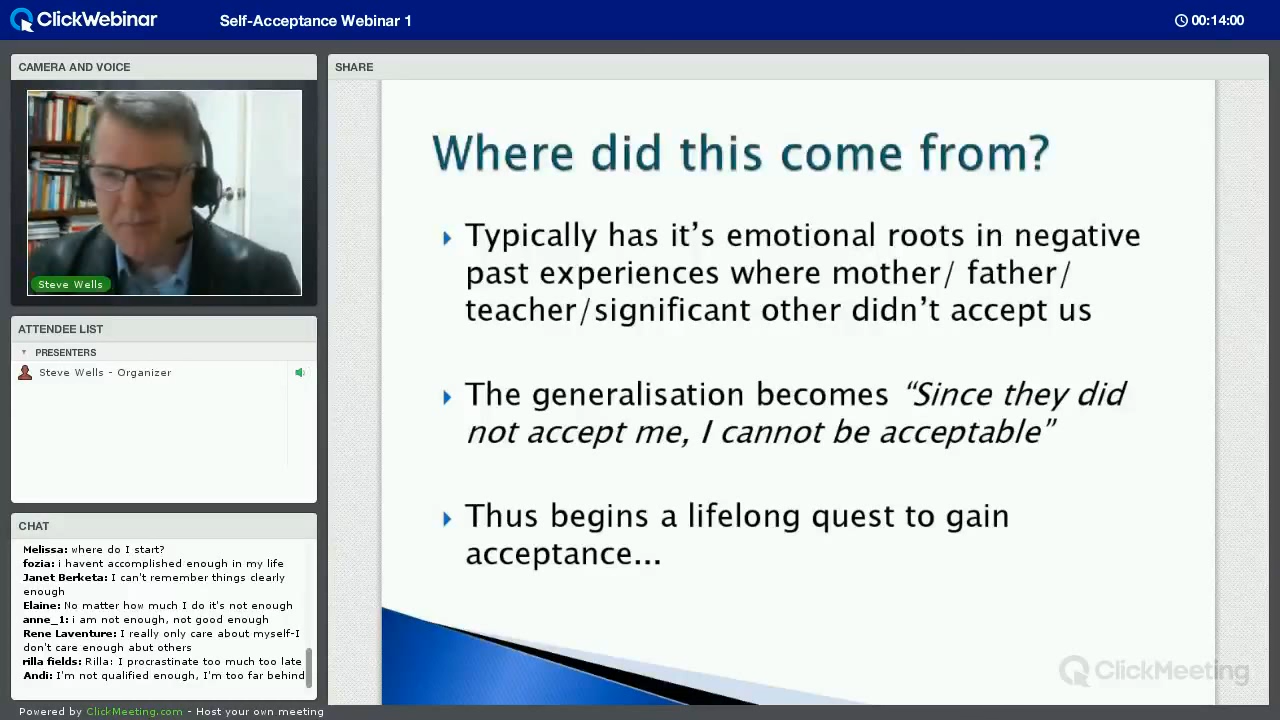 ClickWebinar
Self-Acceptance Webinar 1
00:14:00
CAMERA AND VOICE
Steve Wells
ATTENDEE LIST
PRESENTERS
Steve Wells - Organizer
CHAT
Melissa: where do I start?
fozia: i havent accomplished enough in my life
Janet Berketa: I can't remember things clearly
enough
Elaine: No matter how much I do it's not enough
anne_1: i am not enough, not good enough
Rene Laventure: I really only care about myself-I
don't care enough abut others
rilla fields: Rilla: I procrastinate too much too late
Andi: I'm not qualified enough, I'm too far behind
SHARE
Where did this come from?
Typically has it's emotional roots in negative
past experiences where mother/ father/
teacher/significant other didn't accept us
The generalisation becomes “Since they did
not accept me, I cannot be acceptable”
Thus begins a lifelong quest to gain
acceptance...
ClickMeeting
Powered by ClickMeeting.com - Host your own meeting